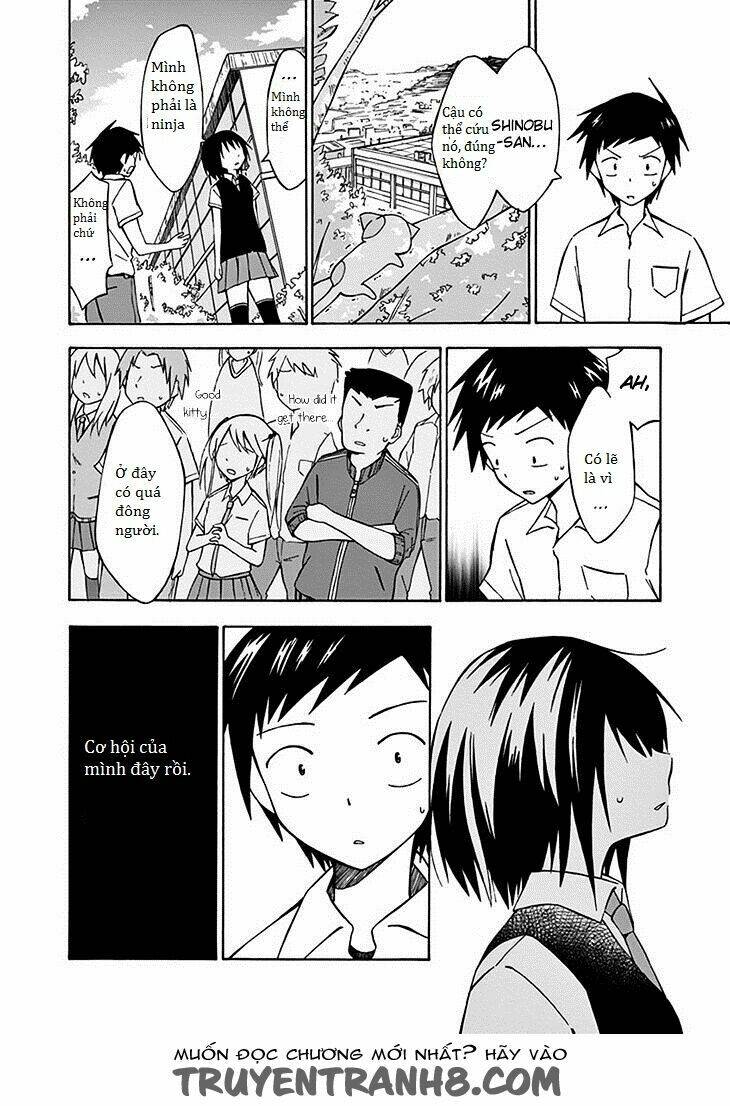 SHINOBU
-SAN...
Cậu có
thể cứu
nó, đúng
không?
...
Mình
không
thể
Mình
không
phải là
ninja
Không
phải chứ
...
AH,
Có lẽ
là vì
...
How did it
get there...
Good
kitty
Ở đây
có quá
đông
người.
Cơ hội của
mình đây rồi.
MUỐN ĐỌC CHƯƠNG MỚI NHẤT? HÃY VÀO
TRUYENTRANH8.COM